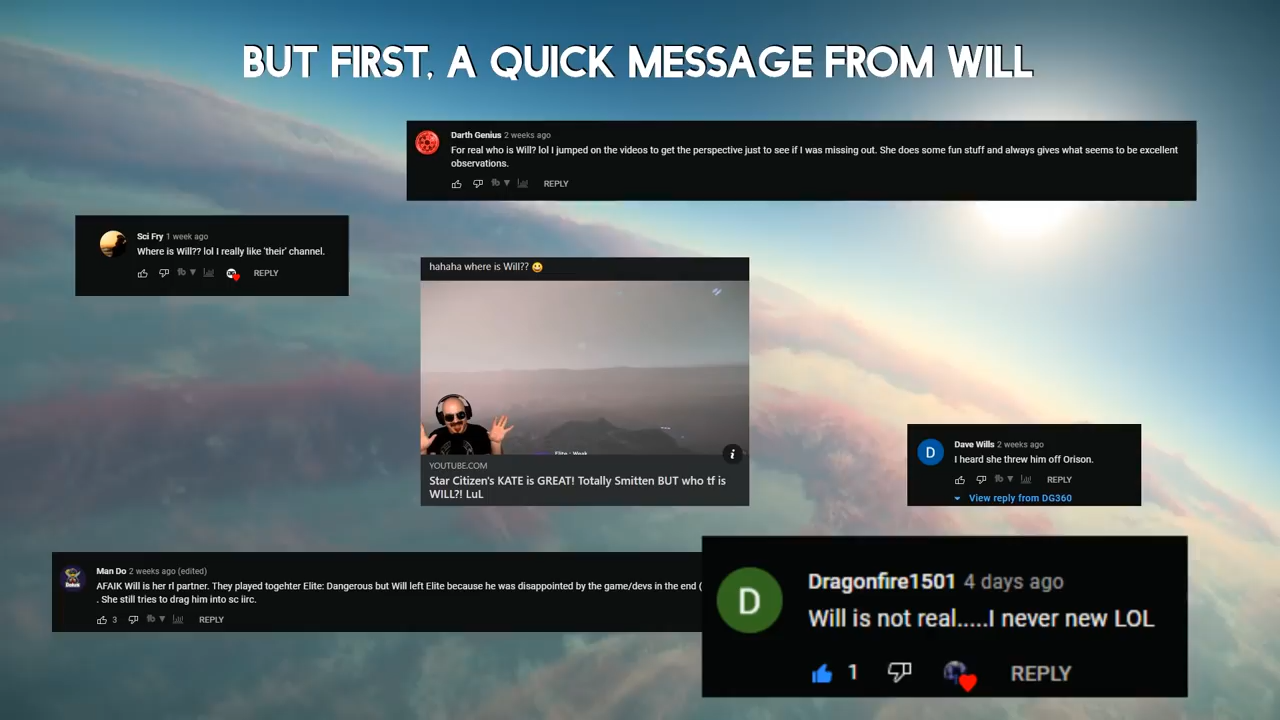 BUT FIRST, A QUICK MESSAGE FROM WILL
Darth Genius 2 weeks ago
For real who is Will? lol I jumped on the videos to get the perspective just to see if I was missing out. She does some fun stuff and always gives what seems to be excellent
observations.
REPLY
Sci Fry 1 week ago
Where is Will?? lol I really like 'their' channel.
REPLY
hahaha where is Will?? 😀
Elite - Weak
YOUTUBE.COM
Star Citizen's KATE is GREAT! Totally Smitten BUT who tf is
WILL?! LuL
D
Dave Wills 2 weeks ago
I heard she threw him off Orison.
REPLY
View reply from DG360
Man Do 2 weeks ago (edited)
AFAIK Will is her rl partner. They played togehter Elite: Dangerous but Will left Elite because he was disappointed by the game/devs in the end (
. She still tries to drag him into sc iirc.
3 REPLY
D
Dragonfire1501 4 days ago
Will is not real.....I never new LOL
1 REPLY